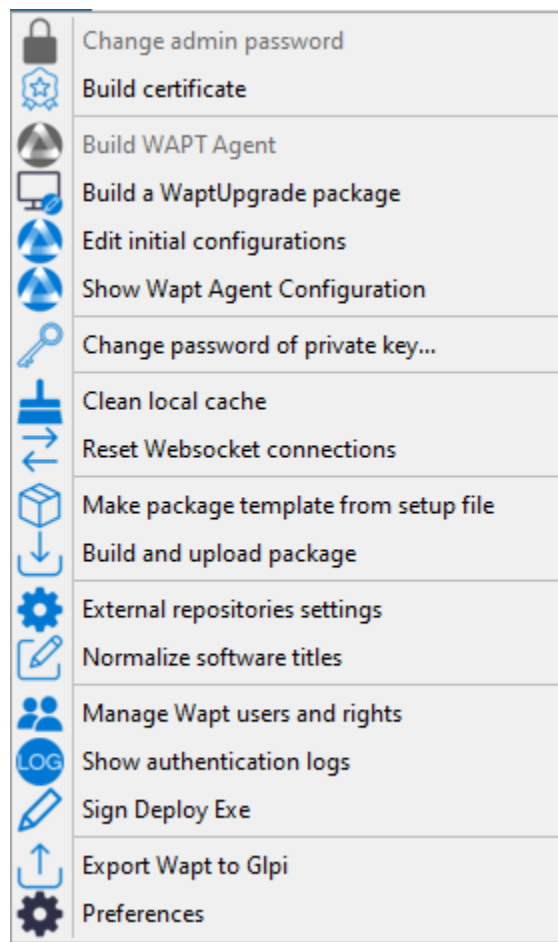 Change admin password
Build certificate
Build WAPT Agent
Build a WaptUpgrade package
Edit initial configurations
Show Wapt Agent Configuration
Change password of private key...
Clean local cache
Reset Websocket connections
Make package template from setup file
Build and upload package
External repositories settings
Normalize software titles
Manage Wapt users and rights
LOG Show authentication logs
Sign Deploy Exe
Export Wapt to Glpi
Preferences